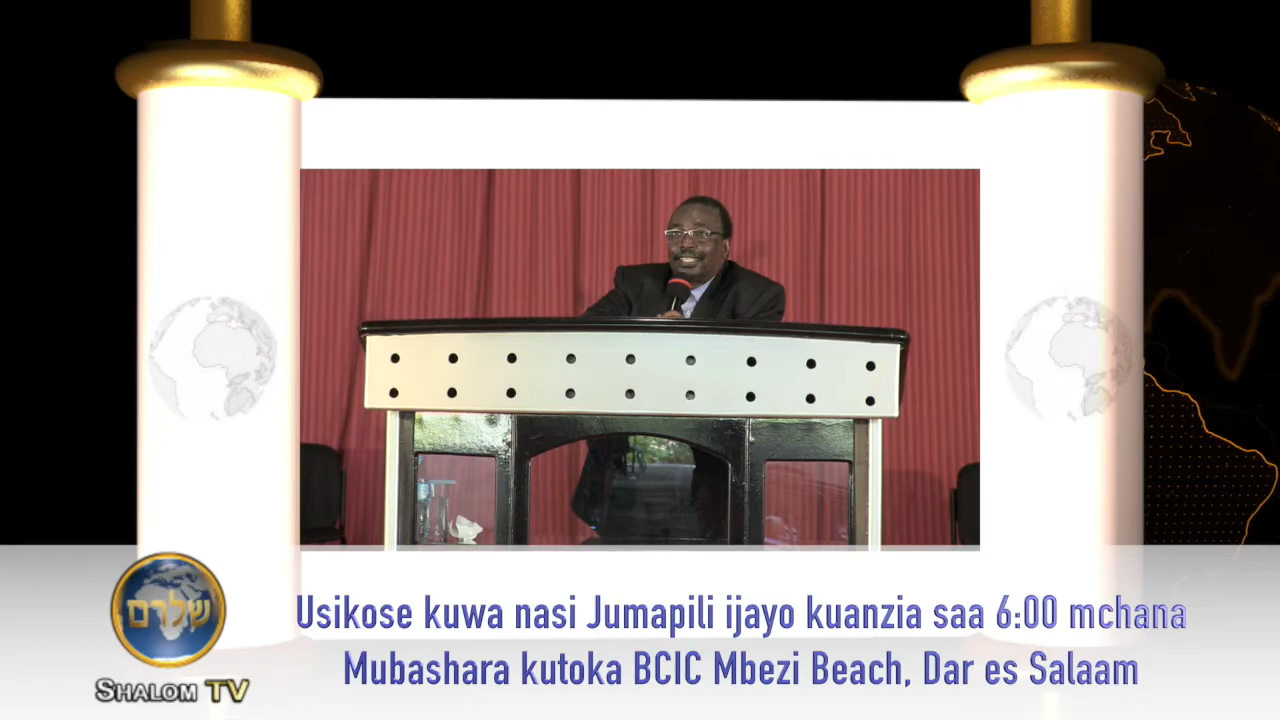 Usikose kuwa nasi Jumapili ijayo kuanzia saa 6:00 mchana
Mubashara kutoka BCIC Mbezi Beach, Dar es Salaam
שלרם
SHALOM TV